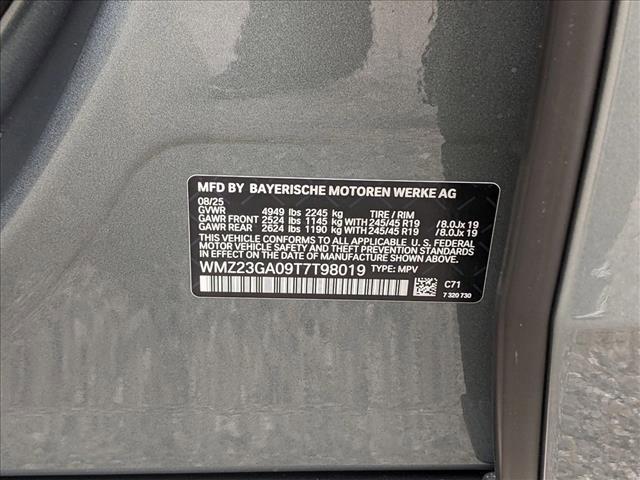 MFD BY BAYERISCHE MOTOREN WERKE AG
08/25
GVWR 4949 lbs 2245 kg TIRE / RIM
GAWR FRONT 2524 lbs 1145 KG WITH 245/45 R19 /8.0Jx 19
GAWR REAR 2624 lbs 1190 kg WITH 245/45 R19 /8.0Jx 19
THIS VEHICLE CONFORMS TO ALL APPLICABLE U.S. FEDERAL
MOTOR VEHICLE SAFETY, BUMPER, AND THEFT PREVENTION STANDARDS
IN EFFECT ON THE DATE OF MANUFACTURE SHOWN ABOVE.
WMZ23GA09T7T98019 TYPE: MPV
C71
7 320 730